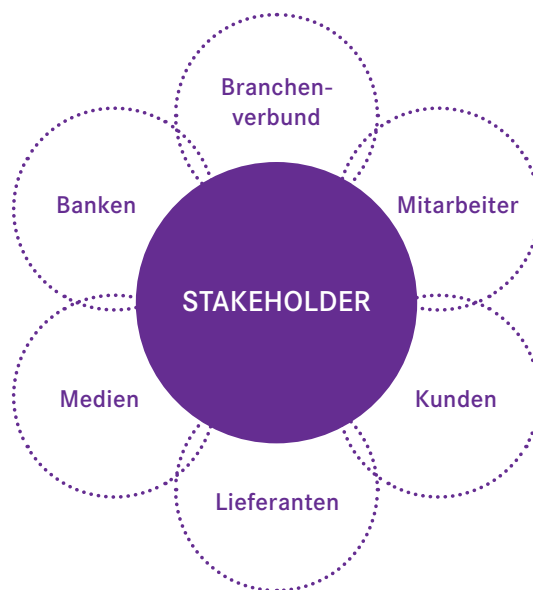 Branchen-
verbund
Banken
Mitarbeiter
STAKEHOLDER
Medien
Kunden
Lieferanten